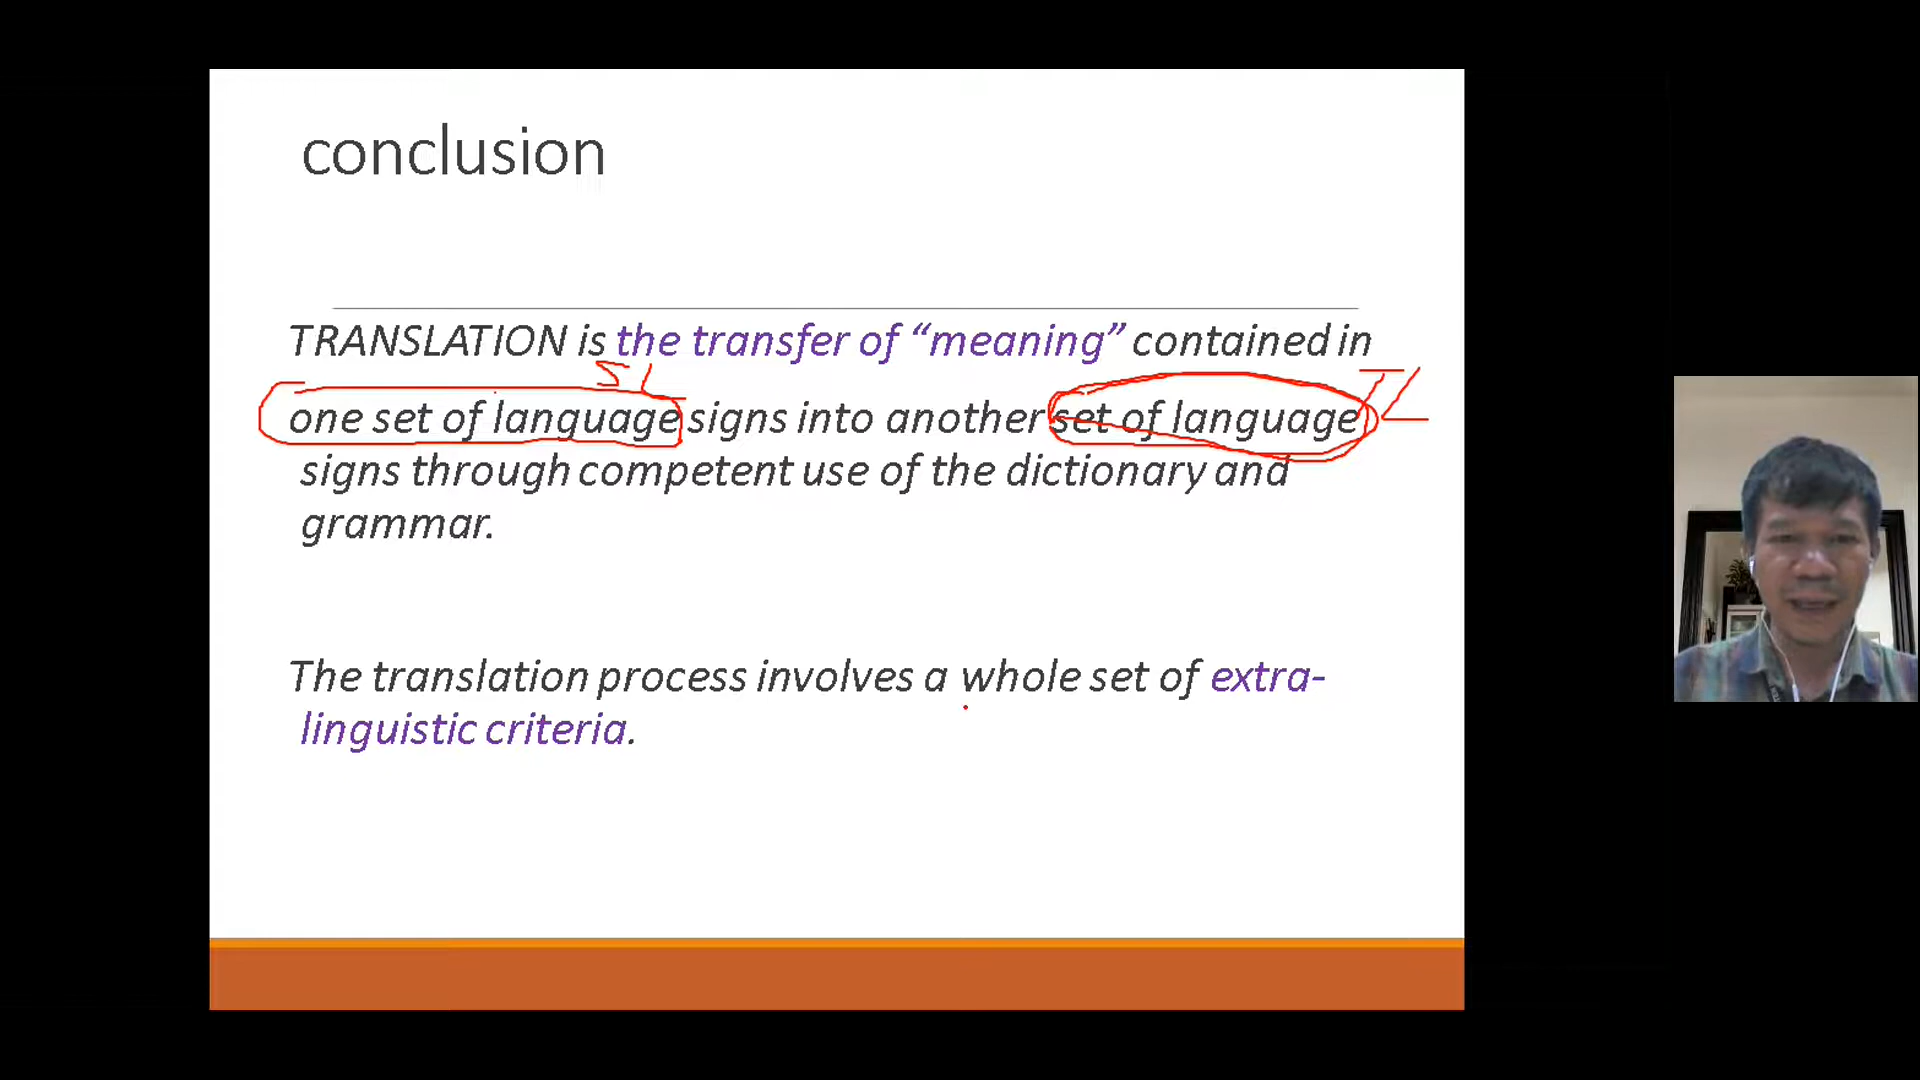 conclusion
TRANSLATION is the transfer of “meaning” contained in
SL
TL
one set of language signs into another set of language
signs through competent use of the dictionary and
grammar.
The translation process involves a whole set of extra-
linguistic criteria.